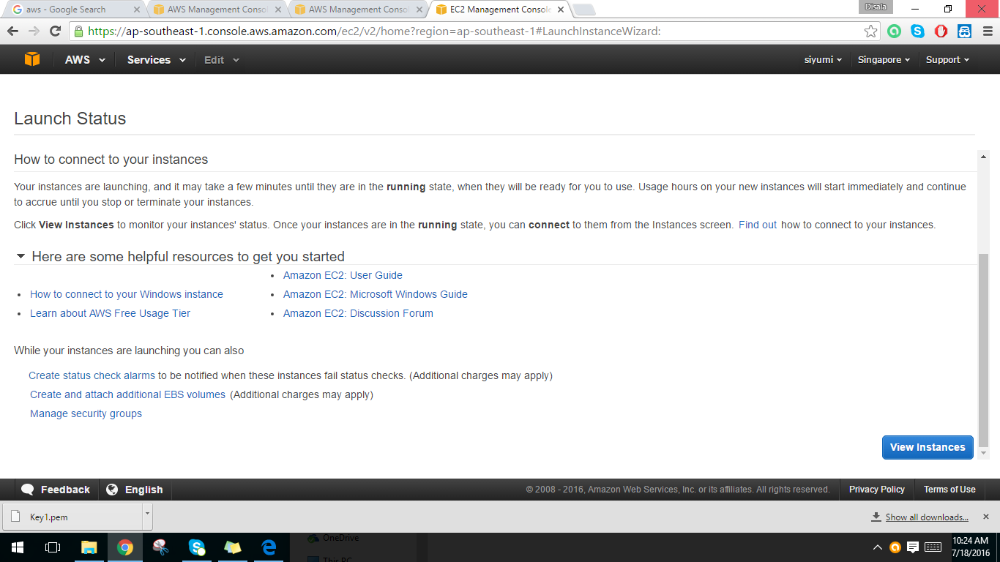 aws - Google Search
AWS Management Consol
AWS Management Consol
EC2 Management Console
Disala
https://ap-southeast-1.console.aws.amazon.com/ec2/v2/home?region=ap-southeast-1#LaunchInstanceWizard:
AWS
Services
Edit
siyumi
Singapore
Support
Launch Status
How to connect to your instances
Your instances are launching, and it may take a few minutes until they are in the running state, when they will be ready for you to use. Usage hours on your new instances will start immediately and continue
to accrue until you stop or terminate your instances.
Click View Instances to monitor your instances' status. Once your instances are in the running state, you can connect to them from the Instances screen. Find out how to connect to your instances.
Here are some helpful resources to get you started
Amazon EC2: User Guide
How to connect to your Windows instance
Amazon EC2: Microsoft Windows Guide
Learn about AWS Free Usage Tier
Amazon EC2: Discussion Forum
While your instances are launching you can also
Create status check alarms to be notified when these instances fail status checks. (Additional charges may apply)
Create and attach additional EBS volumes (Additional charges may apply)
Manage security groups
View Instances
Feedback
English
© 2008 - 2016, Amazon Web Services, Inc. or its affiliates. All rights reserved.
Privacy Policy
Terms of Use
Key1.pem
Show all downloads...
OneDrive
This PC
10:24 AM
7/18/2016